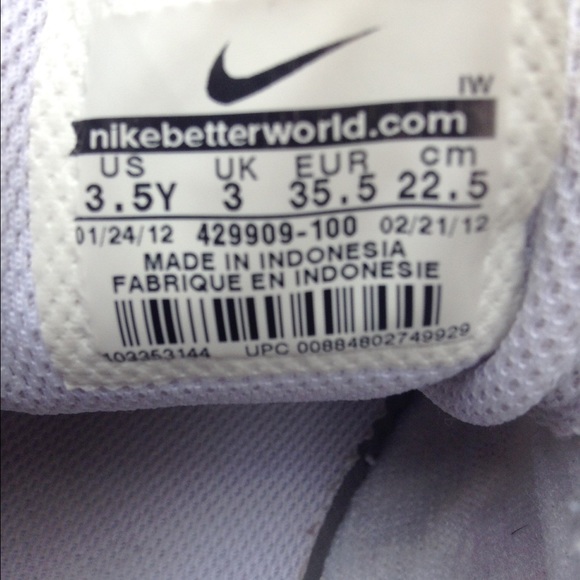 IW
nikebetterworld.com
US UK EUR cm
3.5Y 3 35.5 22.5
01/24/12 429909-100 02/21/12
MADE IN INDONESIA
FABRIQUE EN INDONESIE
103353144 UPC 00884802749929